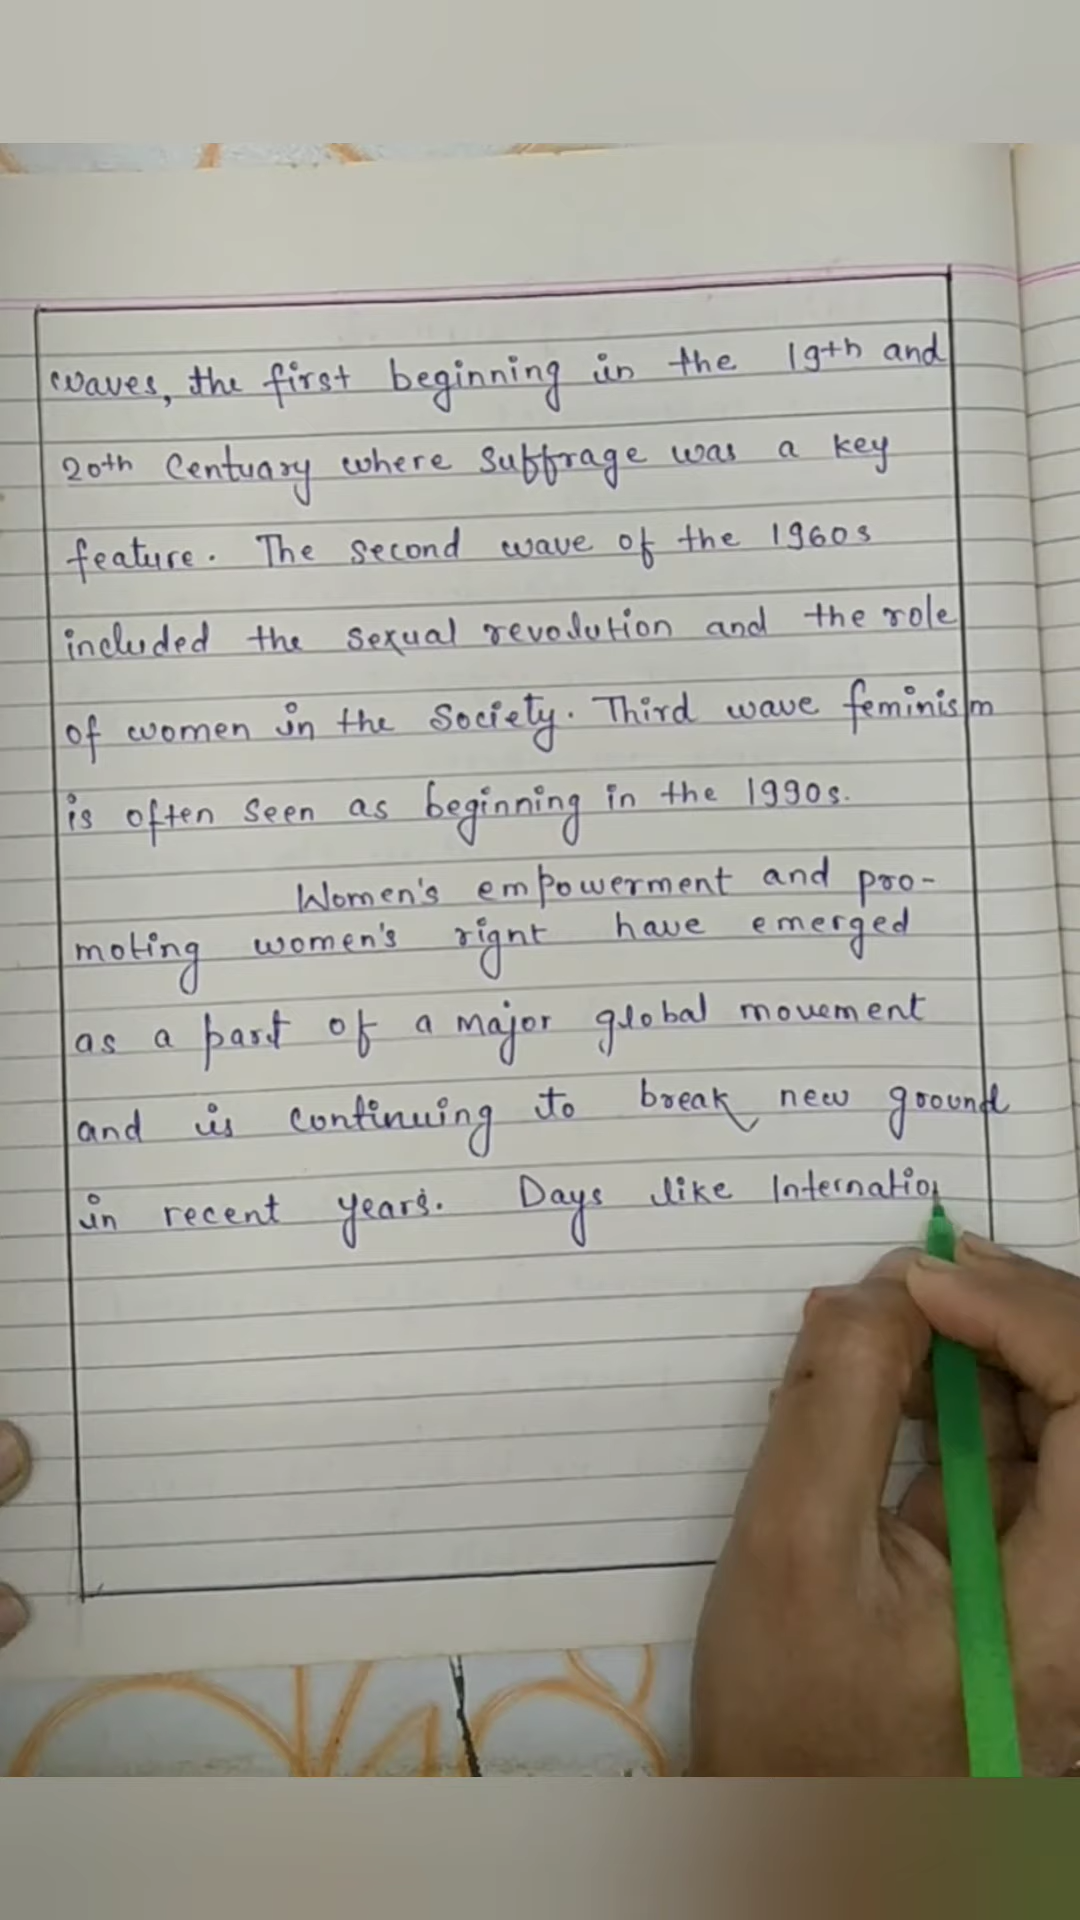 waves, the first beginning in the 19th and
20th Centuary where Suffrage was a key
feature. The second wave of the 1960s
included the sexual revolution and the role
of women in the Society. Third wave feminism
is often seen as beginning in the 1990s.
Women's empowerment and pro-
moting women's right have emerged
as a part of a major global movement
and is continuing to break new ground
in recent years. Days like Internatio